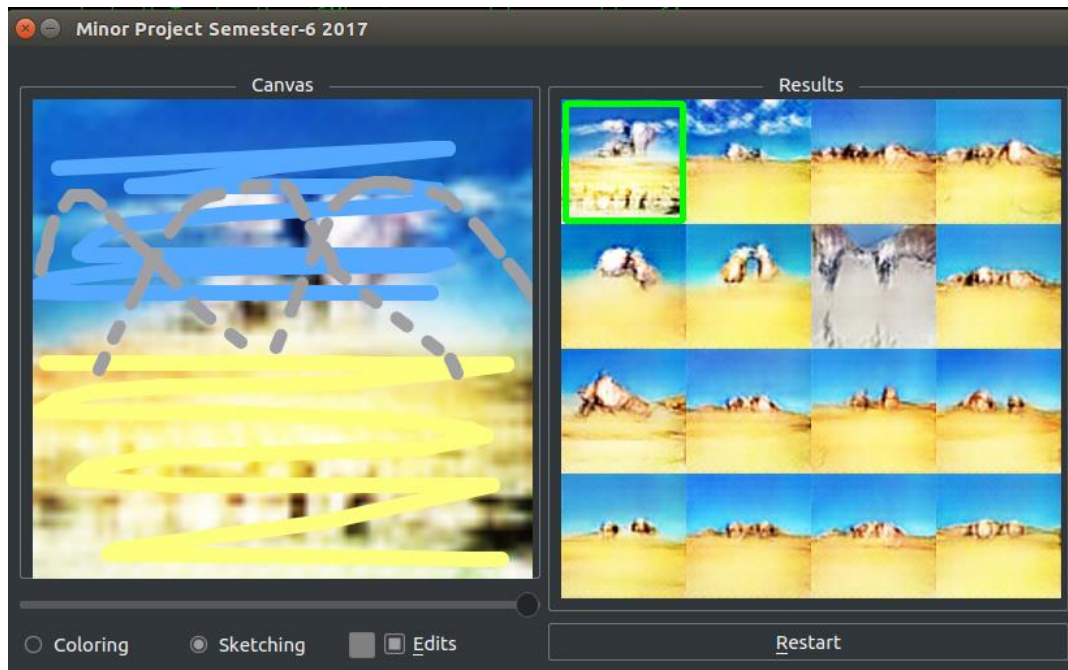 Minor Project Semester-6 2017
Canvas
Results
Coloring
Sketching
Edits
Restart